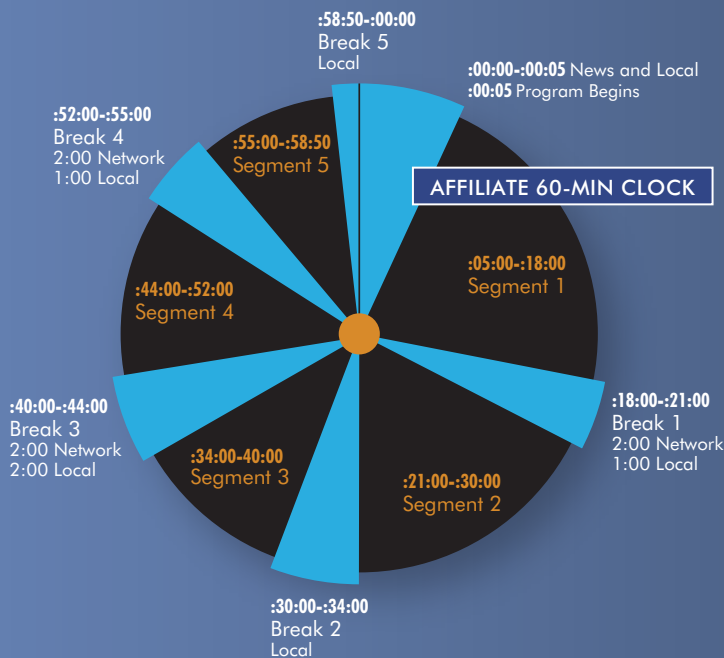 :58:50-:00:00
Break 5
Local
:00:00-:00:05 News and Local
:00:05 Program Begins
AFFILIATE 60-MIN CLOCK
:05:00-:18:00
Segment 1
:18:00-:21:00
Break 1
2:00 Network
1:00 Local
:21:00-:30:00
Segment 2
:30:00-:34:00
Break 2
Local
:34:00-40:00
Segment 3
:40:00-:44:00
Break 3
2:00 Network
2:00 Local
:44:00-:52:00
Segment 4
:52:00-:55:00
Break 4
2:00 Network
1:00 Local
:55:00-:58:50
Segment 5